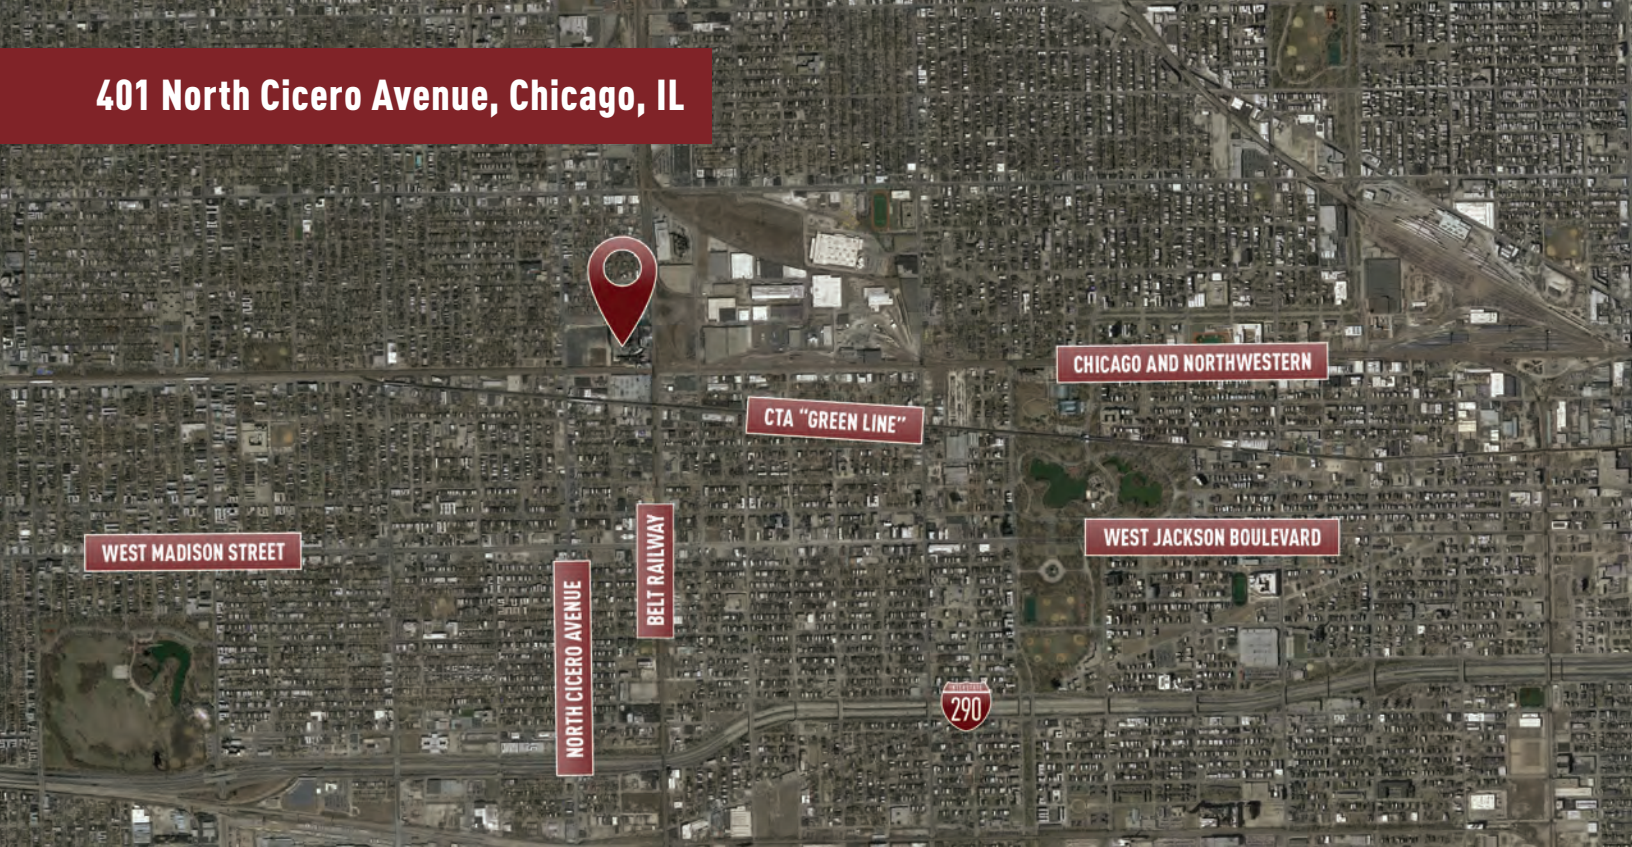 401 North Cicero Avenue, Chicago, IL
CHICAGO AND NORTHWESTERN
CTA “GREEN LINE”
WEST MADISON STREET
BELT RAILWAY
WEST JACKSON BOULEVARD
NORTH CICERO AVENUE
INTERSTATE
290